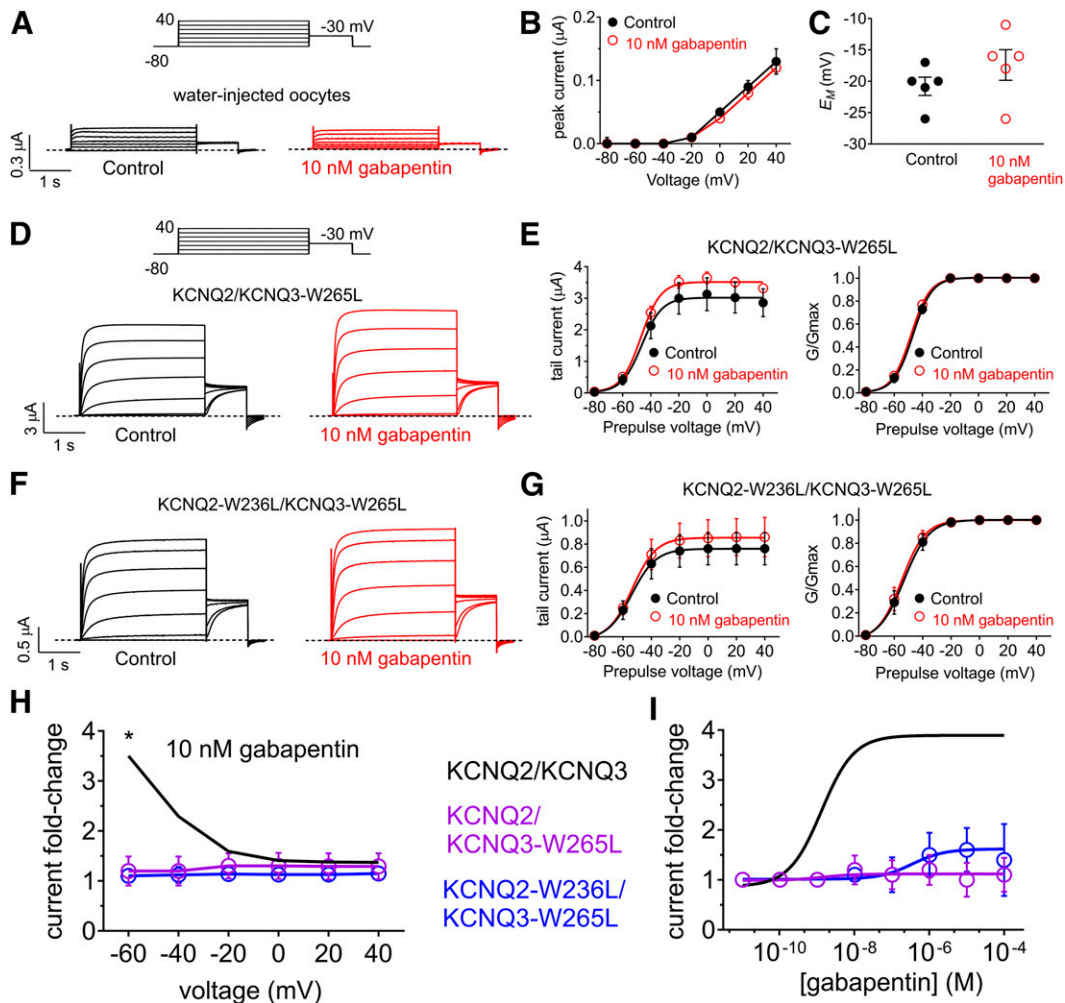 A
40
-80
-30 mV
water-injected oocytes
0.3 µA
1 s
Control
10 nM gabapentin
B
peak current (µA)
0.2
0.1
0.0
Control
10 nM gabapentin
-80 -60 -40 -20 0 20 40
Voltage (mV)
C
E_M (mV)
-10
-15
-20
-25
-30
Control
10 nM
gabapentin
D
40
-80
-30 mV
KCNQ2/KCNQ3-W265L
3 µA
1 s
Control
10 nM gabapentin
E
KCNQ2/KCNQ3-W265L
tail current (µA)
4
3
2
1
0
Control
10 nM gabapentin
-80 -60 -40 -20 0 20 40
Prepulse voltage (mV)
G/Gmax
1.0
0.8
0.6
0.4
0.2
0.0
Control
10 nM gabapentin
-80 -60 -40 -20 0 20 40
Prepulse voltage (mV)
F
KCNQ2-W236L/KCNQ3-W265L
0.5 µA
1 s
Control
10 nM gabapentin
G
KCNQ2-W236L/KCNQ3-W265L
tail current (µA)
1.0
0.8
0.6
0.4
0.2
0.0
Control
10 nM gabapentin
-80 -60 -40 -20 0 20 40
Prepulse voltage (mV)
G/Gmax
1.0
0.8
0.6
0.4
0.2
0.0
Control
10 nM gabapentin
-80 -60 -40 -20 0 20 40
Prepulse voltage (mV)
H
current fold-change
4
3
2
1
0
*
10 nM gabapentin
-60 -40 -20 0 20 40
voltage (mV)
KCNQ2/KCNQ3
KCNQ2/
KCNQ3-W265L
KCNQ2-W236L/
KCNQ3-W265L
I
current fold-change
4
3
2
1
0
10⁻¹⁰ 10⁻⁸ 10⁻⁶ 10⁻⁴
[gabapentin] (M)